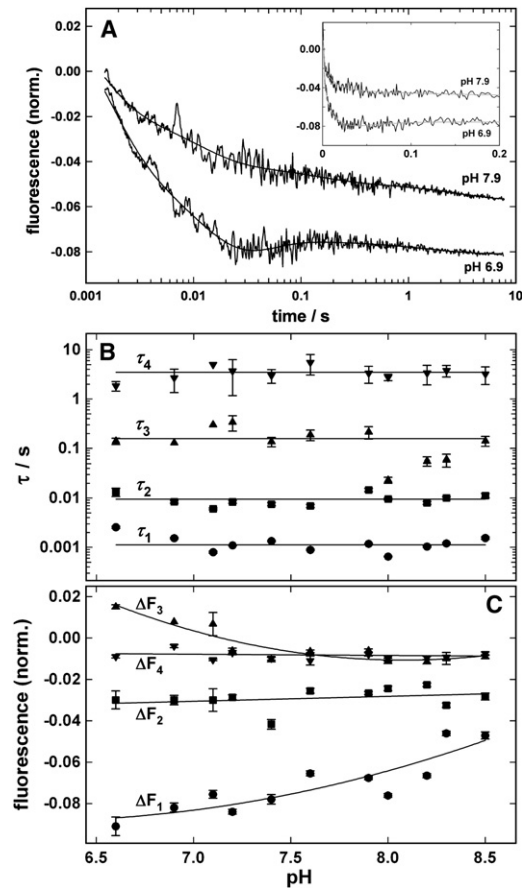 A
0.00
-0.02
-0.04
-0.06
-0.08
fluorescence (norm.)
0.001 0.01 0.1 1 10
time / s
pH 7.9
pH 6.9
0.00
-0.04
-0.08
0 0.1 0.2
pH 7.9
pH 6.9
B
10
1
0.1
0.01
0.001
τ / s
τ4
τ3
τ2
τ1
C
0.02
0.00
-0.02
-0.04
-0.06
-0.08
fluorescence (norm.)
ΔF3
ΔF4
ΔF2
ΔF1
6.5 7.0 7.5 8.0 8.5
pH